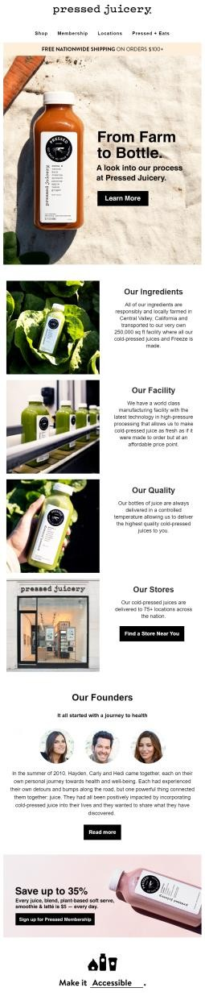 pressed juicery.
Shop Membership Locations Pressed + Eats
FREE NATIONWIDE SHIPPING ON ORDERS $100+
From Farm
to Bottle.
A look into our process
at Pressed Juicery.
Learn More
PRESSED
pressed juicery
Our Ingredients
All of our ingredients are
responsibly and locally farmed in
Central Valley, California and
transported to our very own
250,000 sq ft facility where all our
cold-pressed juices and Freeze is
made.
Our Facility
We have a world class
manufacturing facility with the
latest technology in high-pressure
processing that allows us to make
cold-pressed juice as fresh as if it
were made to order but at an
affordable price point.
Our Quality
Our bottles of juice are always
delivered in a controlled
temperature allowing us to deliver
the highest quality cold-pressed
juices to you.
pressed juicery
Our Stores
Our cold-pressed juices are
delivered to 75+ locations across
the nation.
Find a Store Near You
Our Founders
It all started with a journey to health
In the summer of 2010, Hayden, Carly and Hedi came together, each on their
own personal journey towards health and well-being. Each had experienced
their own detours and bumps along the road, but one powerful thing connected
them together: juice. They had all been positively impacted by incorporating
cold-pressed juice into their lives and they wanted to share what they have
discovered.
Read more
Save up to 35%
Every juice, blend, plant-based soft serve,
smoothie & latté is $5 — every day.
Sign up for Pressed Membership
pressed juicery
Make it Accessible.